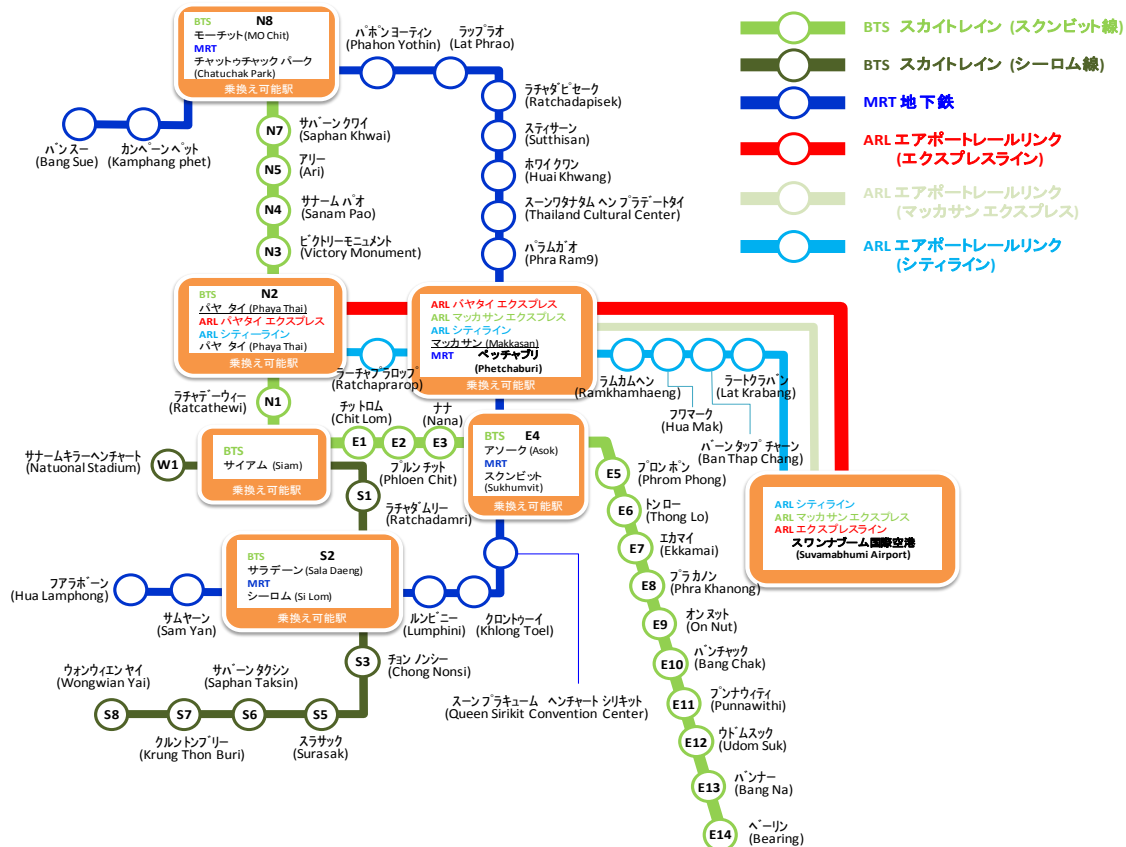 BTS N8
モーチット(MO Chit)
MRT
チャットゥチャック パーク
(Chatuchak Park)
乗換え可能駅
パホン ヨーティン
(Phahon Yothin)
ラップラオ
(Lat Phrao)
BTS スカイトレイン (スクンビット線)
BTS スカイトレイン (シーロム線)
MRT 地下鉄
ARL エアポートレールリンク
(エクスプレスライン)
ARL エアポートレールリンク
(マッカサン エクスプレス)
ARL エアポートレールリンク
(シティライン)
バンスー
(Bang Sue)
カンペーンペット
(Kamphang phet)
ラチャダピセーク
(Ratchadapisek)
スティサーン
(Sutthisan)
ホワイクワン
(Huai Khwang)
スーンワタナタム ヘン プラデートタイ
(Thailand Cultural Center)
パラムガオ
(Phra Ram9)
N7
サパーンクワイ
(Saphan Khwai)
N5
アリー
(Ari)
N4
サナーム パオ
(Sanam Pao)
N3
ビクトリーモニュメント
(Victory Monument)
BTS N2
パヤ タイ (Phaya Thai)
ARL パヤタイ エクスプレス
ARL シティーライン
パヤ タイ (Phaya Thai)
乗換え可能駅
ARL パヤタイ エクスプレス
ARL マッカサン エクスプレス
ARL シティライン
マッカサン (Makkasan)
MRT ペッチャブリ
(Phetchaburi)
乗換え可能駅
ラーチャプラロップ
(Ratchaprarop)
ラムカムヘン
(Ramkhamhaeng)
フワマーク
(Hua Mak)
バーンタップ チャーン
(Ban Thap Chang)
ラートクラバン
(Lat Krabang)
N1
ラチャテーウィー
(Ratcathewi)
サナームキラーヘンチャート
(Natuonal Stadium)
W1
BTS
サイアム (Siam)
乗換え可能駅
チットロム
(Chit Lom)
E1
E2
プルンチット
(Phloen Chit)
ナナ
(Nana)
E3
BTS E4
アソーク (Asok)
MRT
スクンビット
(Sukhumvit)
乗換え可能駅
S1
ラチャダムリー
(Ratchadamri)
E5
プロンポン
(Phrom Phong)
E6
トンロー
(Thong Lo)
E7
エカマイ
(Ekkamai)
E8
プラカノン
(Phra Khanong)
E9
オンヌット
(On Nut)
E10
バンチャック
(Bang Chak)
E11
プンナウィティ
(Punnawithi)
E12
ウドムスック
(Udom Suk)
E13
バンナー
(Bang Na)
E14
ベーリン
(Bearing)
ARL シティライン
ARL マッカサン エクスプレス
ARL エクスプレスライン
スワンナプーム国際空港
(Suvamabhumi Airport)
BTS S2
サラデーン (Sala Daeng)
MRT
シーロム (Si Lom)
乗換え可能駅
フアラポーン
(Hua Lamphong)
サムヤーン
(Sam Yan)
ルンピニー
(Lumphini)
クロントゥーイ
(Khlong Toel)
スーンプラキューム ヘンチャート シリキット
(Queen Sirikit Convention Center)
S3
チョンノンシー
(Chong Nonsi)
ウォンウィエンヤイ
(Wongwian Yai)
サパーンタクシン
(Saphan Taksin)
S8
S7
S6
S5
クルントンブリー
(Krung Thon Buri)
スラサック
(Surasak)